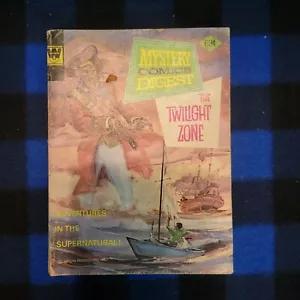 W
MYSTERY
COMICS
DIGEST
THE
TWILIGHT
ZONE
ADVENTURES
IN THE
SUPERNATURAL!